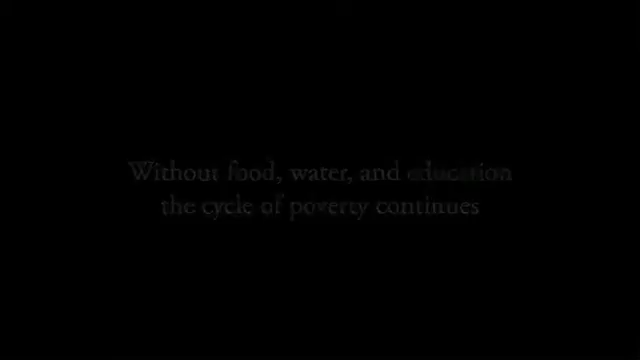 Without food, water, and education
the cycle of poverty continues